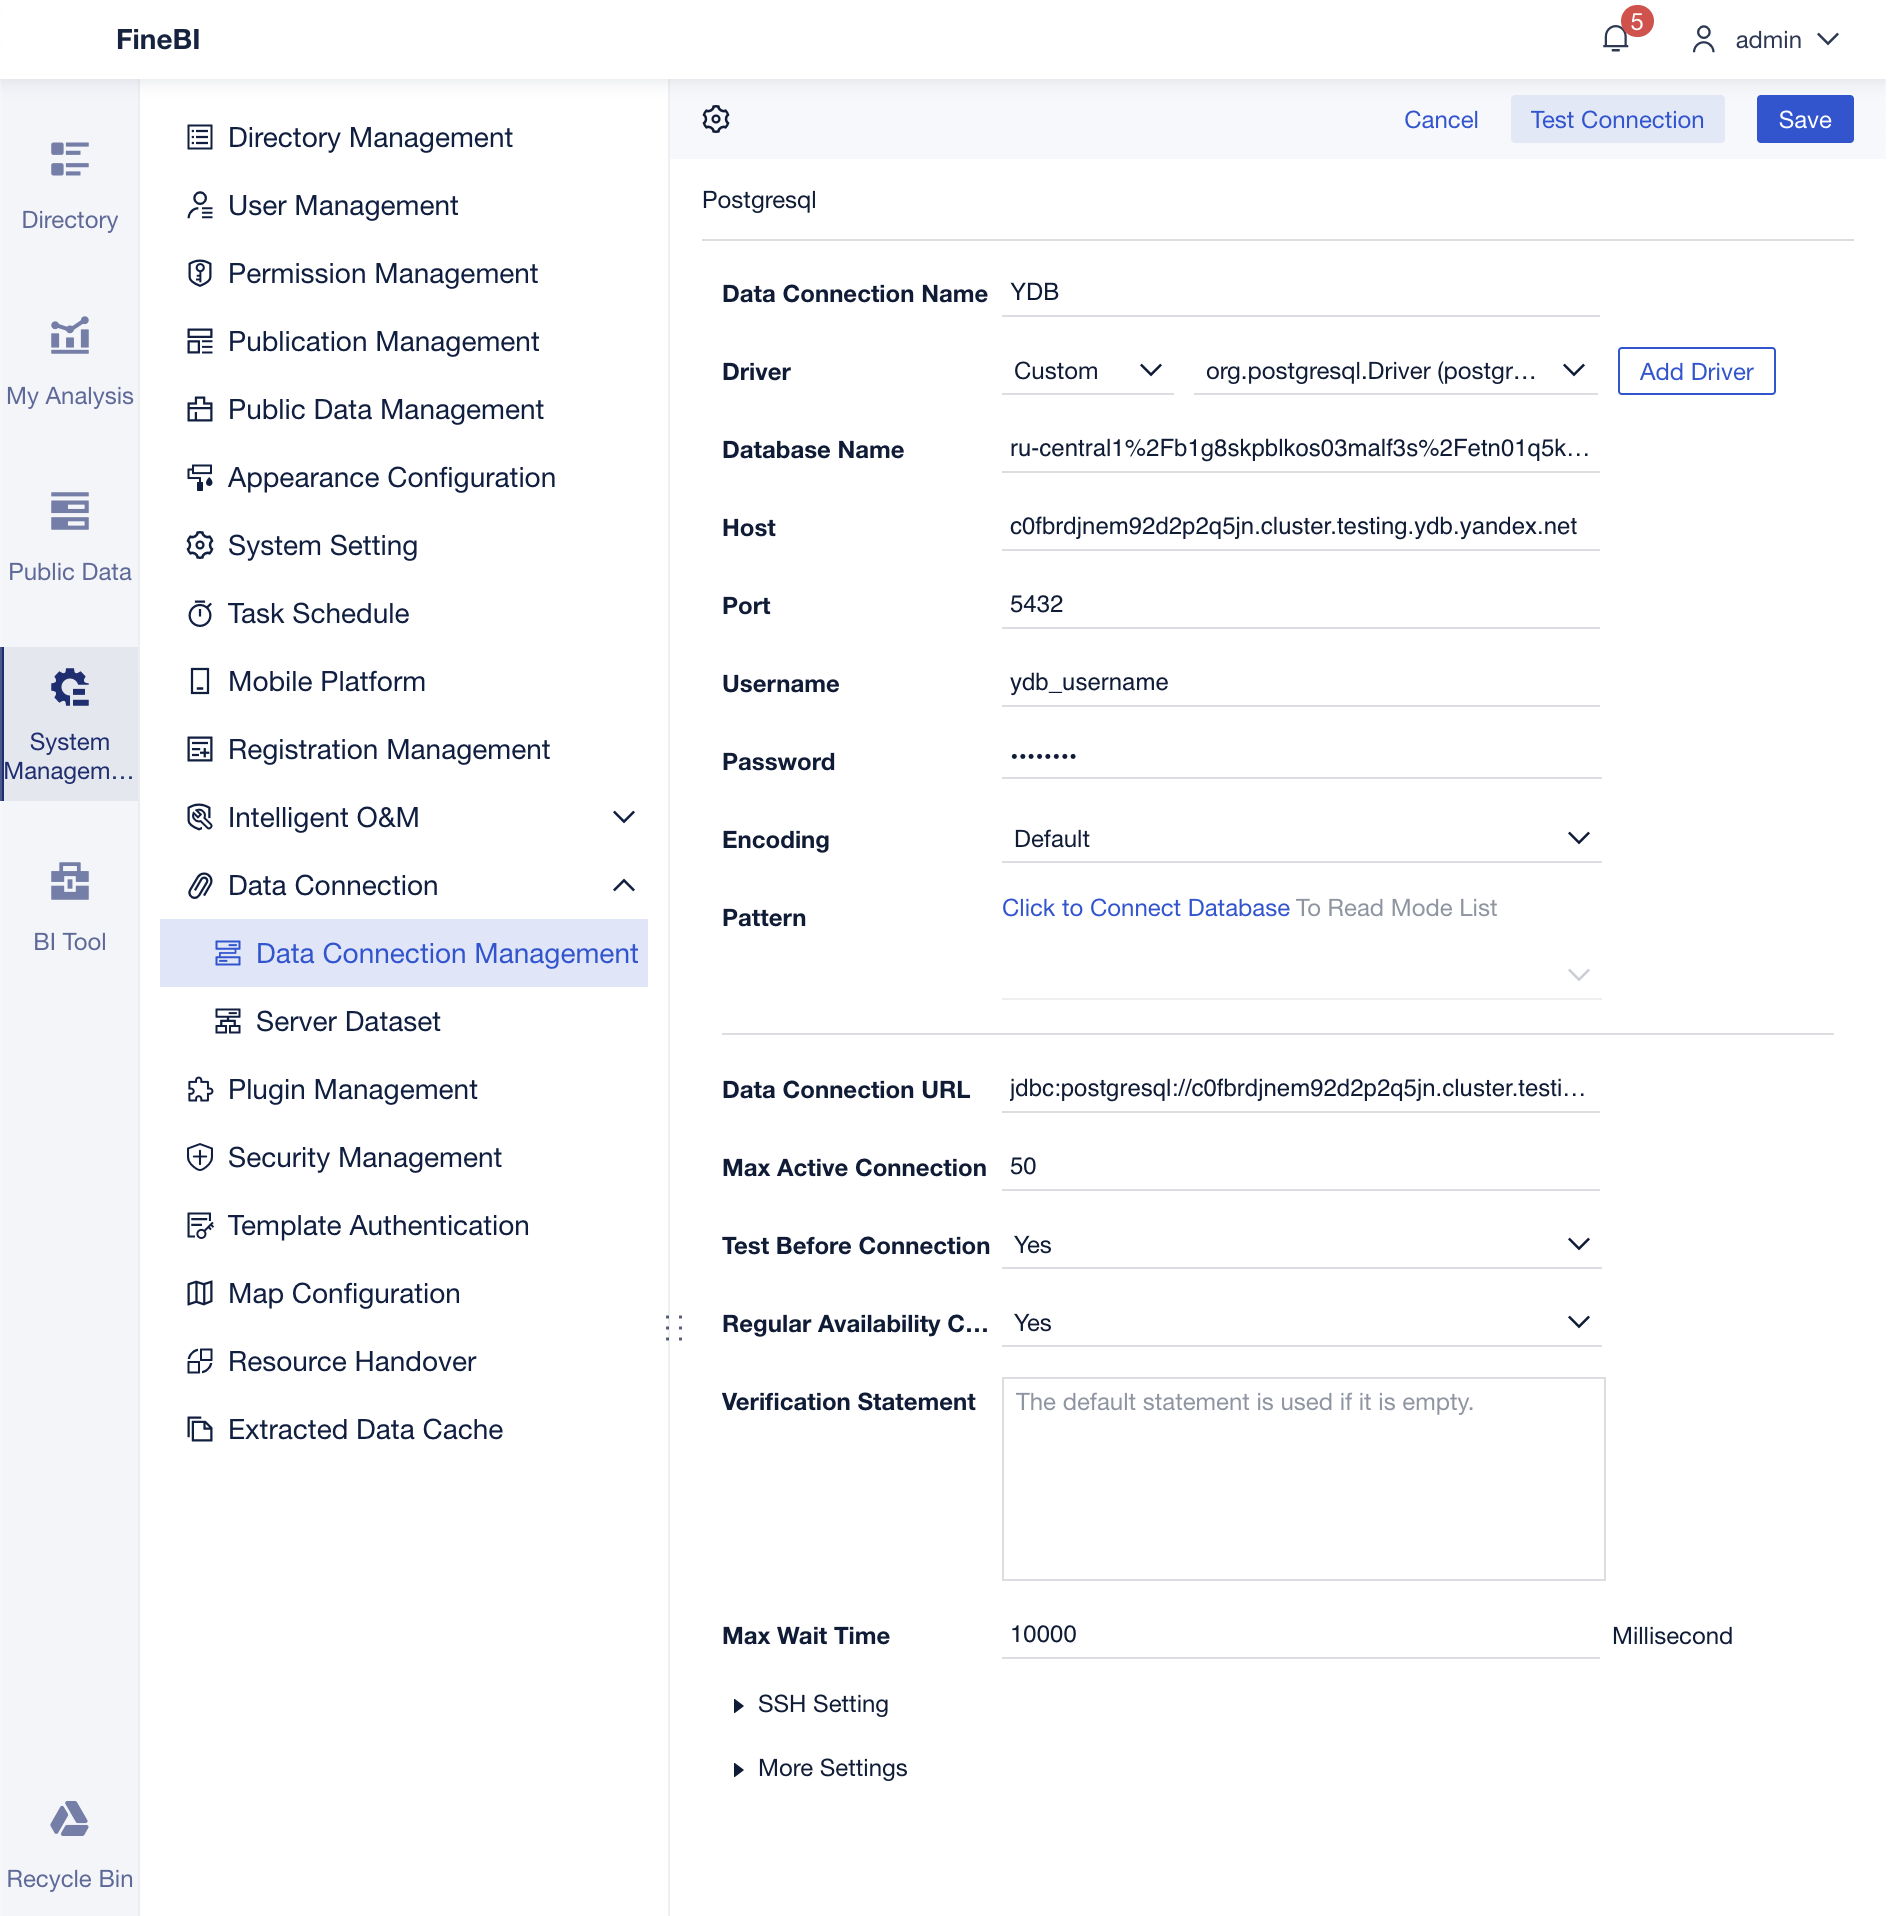 FineBI
5
admin
Directory
My Analysis
Public Data
System
Managem...
BI Tool
Recycle Bin
Directory Management
User Management
Permission Management
Publication Management
Public Data Management
Appearance Configuration
System Setting
Task Schedule
Mobile Platform
Registration Management
Intelligent O&M
Data Connection
Data Connection Management
Server Dataset
Plugin Management
Security Management
Template Authentication
Map Configuration
Resource Handover
Extracted Data Cache
Cancel Test Connection Save
Postgresql
Data Connection Name YDB
Driver Custom org.postgresql.Driver (postgr... Add Driver
Database Name ru-central1%2Fb1g8skpblkos03malf3s%2Fetn01q5k...
Host c0fbrdjnem92d2p2q5jn.cluster.testing.ydb.yandex.net
Port 5432
Username ydb_username
Password ••••••••
Encoding Default
Pattern Click to Connect Database To Read Mode List
Data Connection URL jdbc:postgresql://c0fbrdjnem92d2p2q5jn.cluster.testi...
Max Active Connection 50
Test Before Connection Yes
Regular Availability C... Yes
Verification Statement The default statement is used if it is empty.
Max Wait Time 10000 Millisecond
SSH Setting
More Settings